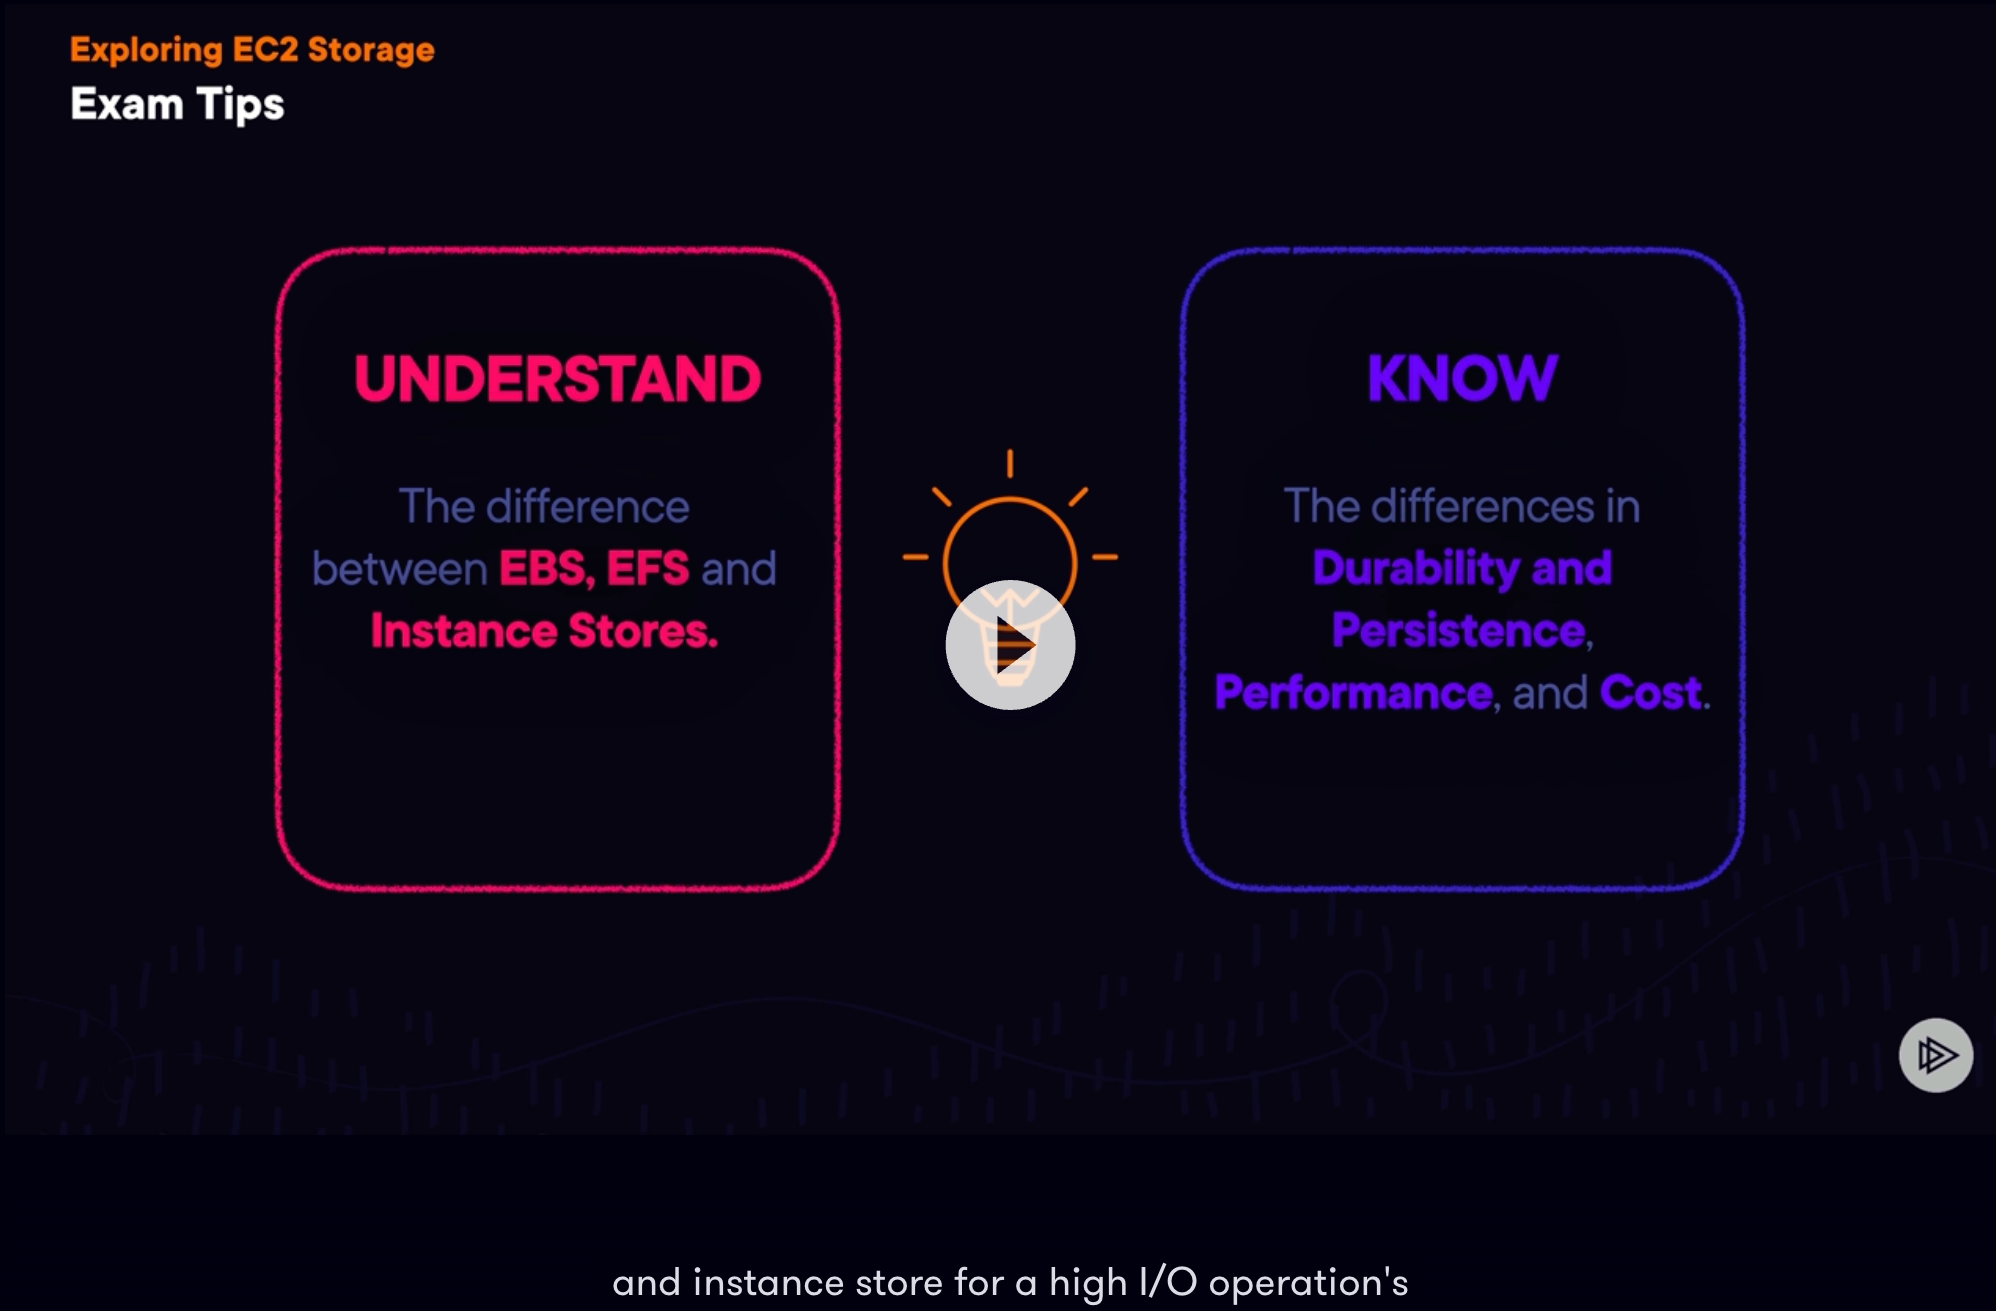 Exploring EC2 Storage
Exam Tips
UNDERSTAND
The difference
between EBS, EFS and
Instance Stores.
KNOW
The differences in
Durability and
Persistence,
Performance, and Cost.
and instance store for a high I/O operation's